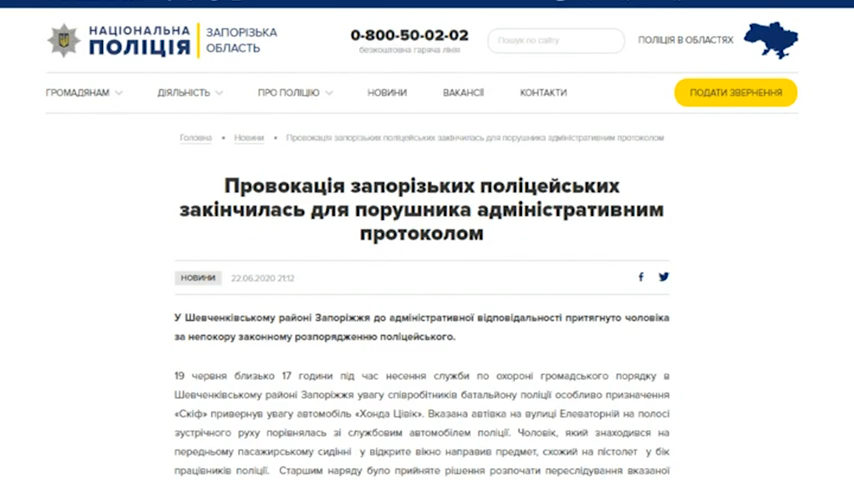 НАЦІОНАЛЬНА
ПОЛІЦІЯ
ЗАПОРІЗЬКА
ОБЛАСТЬ
0-800-50-02-02
безкоштовна гаряча лінія
Пошук по сайту
ПОЛІЦІЯ В ОБЛАСТЯХ
ГРОМАДЯНАМ
ДІЯЛЬНІСТЬ
ПРО ПОЛІЦІЮ
НОВИНИ
ВАКАНСІЇ
КОНТАКТИ
ПОДАТИ ЗВЕРНЕННЯ
Головна • Новини • Провокація запорізьких поліцейських закінчилась для порушника адміністративним протоколом
Провокація запорізьких поліцейських
закінчилась для порушника адміністративним
протоколом
НОВИНИ 22.06.2020 21:12
У Шевченківському районі Запоріжжя до адміністративної відповідальності притягнуто чоловіка
за непокору законному розпорядженню поліцейського.
19 червня близько 17 години під час несення служби по охороні громадського порядку в
Шевченківському районі Запоріжжя увагу співробітників батальйону поліції особливо призначення
«Скіф» привернув увагу автомобіль «Хонда Цівік». Вказана автівка на вулиці Елеваторній на полосі
зустрічного руху порівнялась зі службовим автомобілем поліції. Чоловік, який знаходився на
передньому пасажирському сидінні у відкрите вікно направив предмет, схожий на пістолет у бік
працівників поліції. Старшим наряду було прийняте рішення розпочати переслідування вказаної